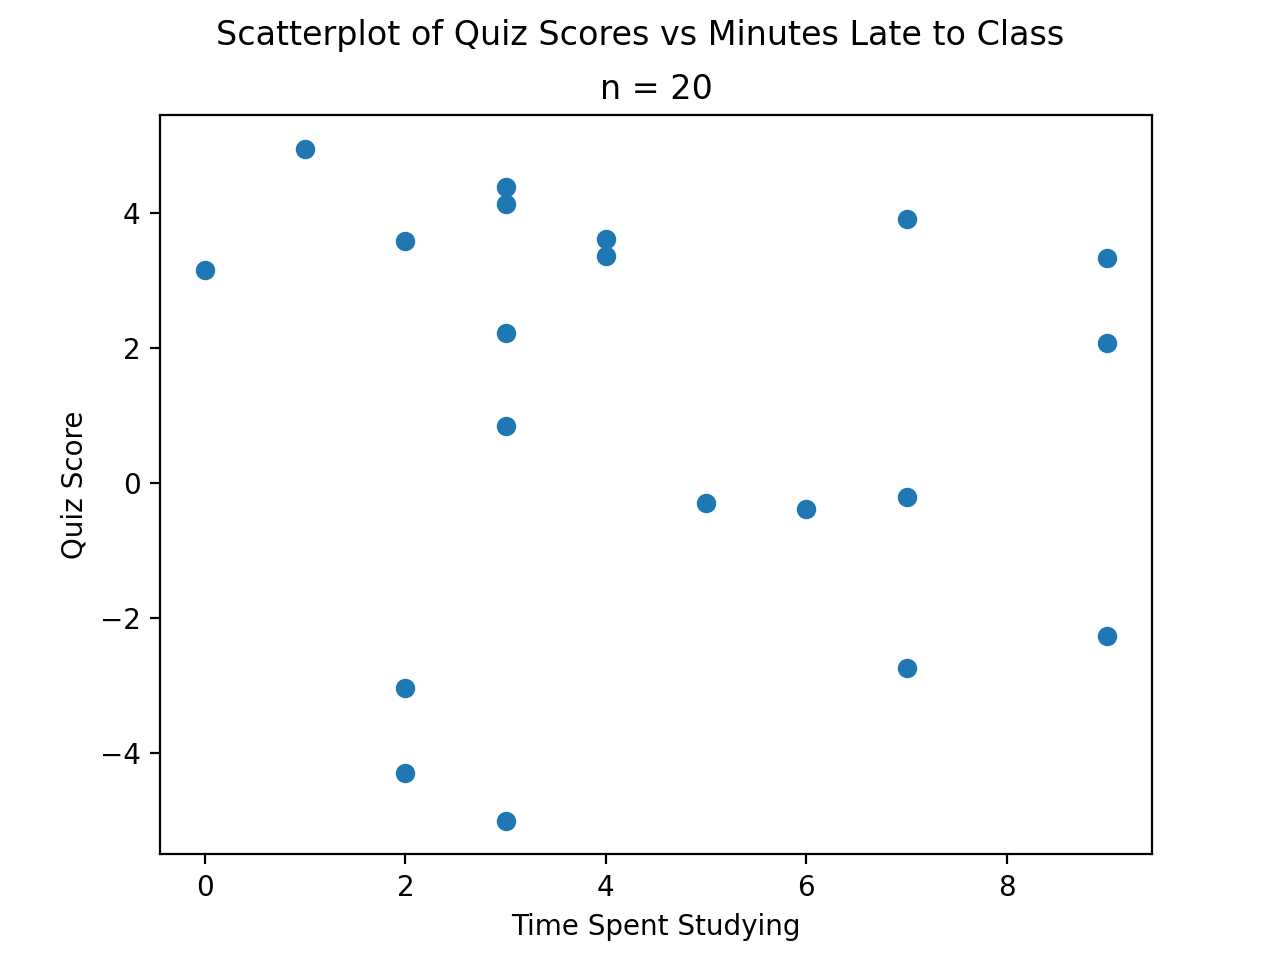 Scatterplot of Quiz Scores vs Minutes Late to Class
n = 20
4
2
0
−2
−4
Quiz Score
0 2 4 6 8
Time Spent Studying